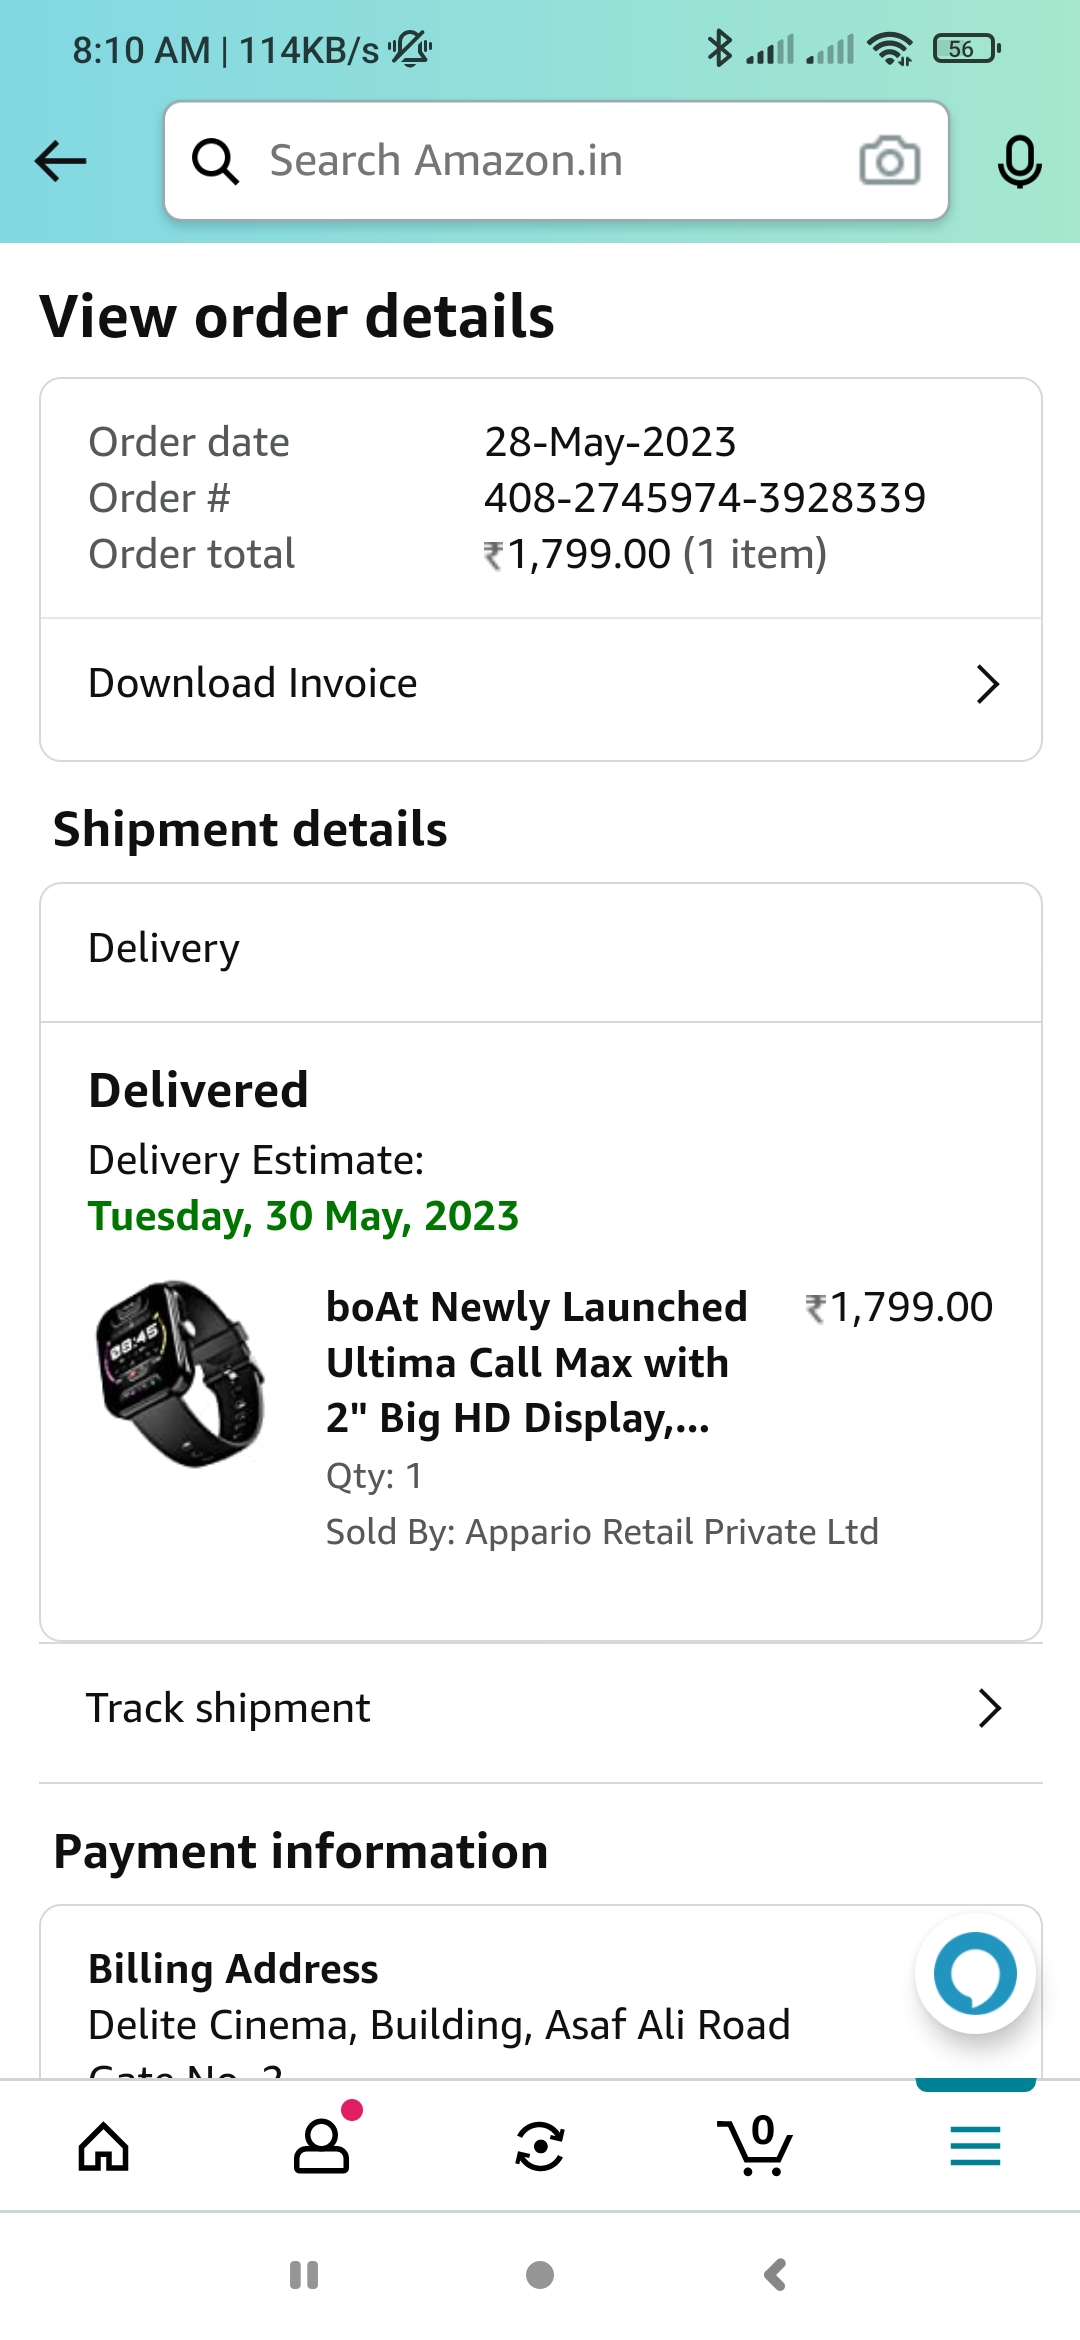 8:10 AM | 114KB/s
56
Search Amazon.in
View order details
Order date 28-May-2023
Order # 408-2745974-3928339
Order total ₹1,799.00 (1 item)
Download Invoice
Shipment details
Delivery
Delivered
Delivery Estimate:
Tuesday, 30 May, 2023
08:45
boAt Newly Launched ₹1,799.00
Ultima Call Max with
2" Big HD Display,...
Qty: 1
Sold By: Appario Retail Private Ltd
Track shipment
Payment information
Billing Address
Delite Cinema, Building, Asaf Ali Road
Gate No. 2
0